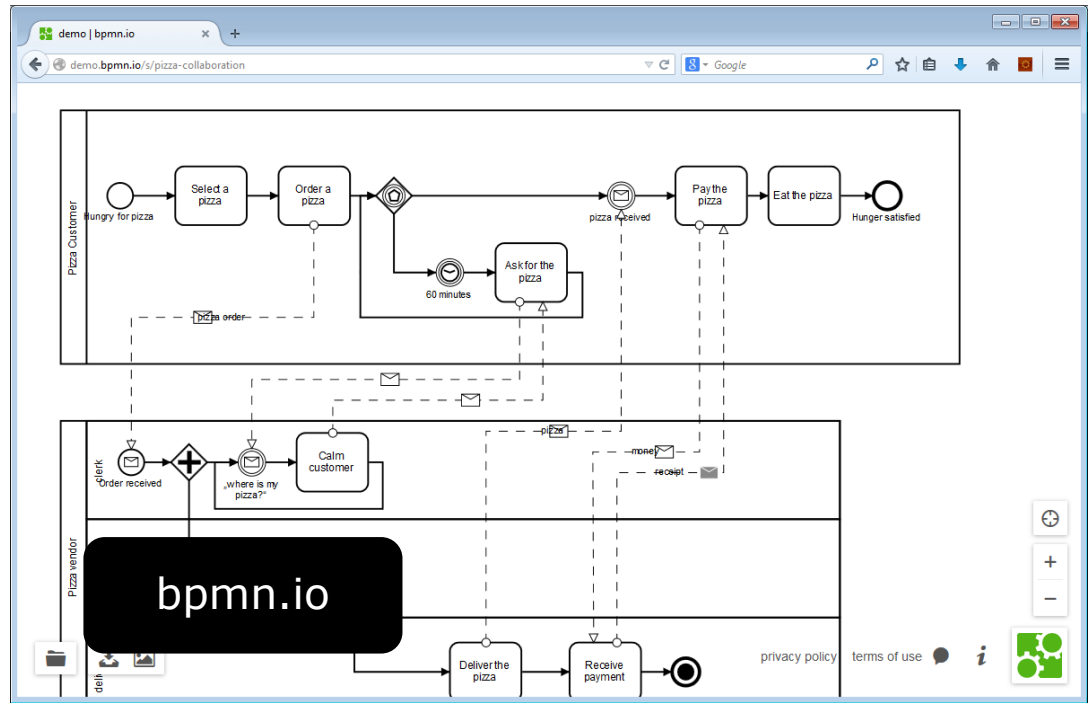 demo | bpmn.io
demo.bpmn.io/s/pizza-collaboration
Google
Pizza Customer
Hungry for pizza
Select a
pizza
Order a
pizza
pizza received
Pay the
pizza
Eat the pizza
Hunger satisfied
60 minutes
Ask for the
pizza
pizza order
Pizza vendor
clerk
Order received
„where is my
pizza?“
Calm
customer
pizza
money
receipt
bpmn.io
Deliver the
pizza
Receive
payment
privacy policy
terms of use